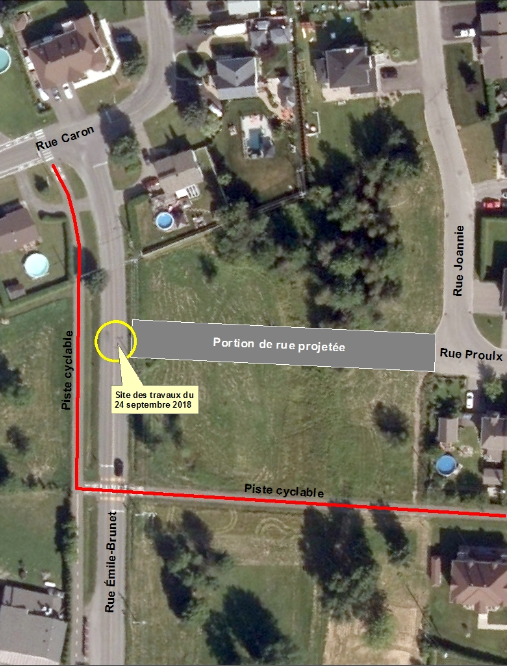 Rue Caron
Rue Joannie
Portion de rue projetée
Rue Proulx
Piste cyclable
Site des travaux du
24 septembre 2018
Piste cyclable
Rue Émile-Brunet